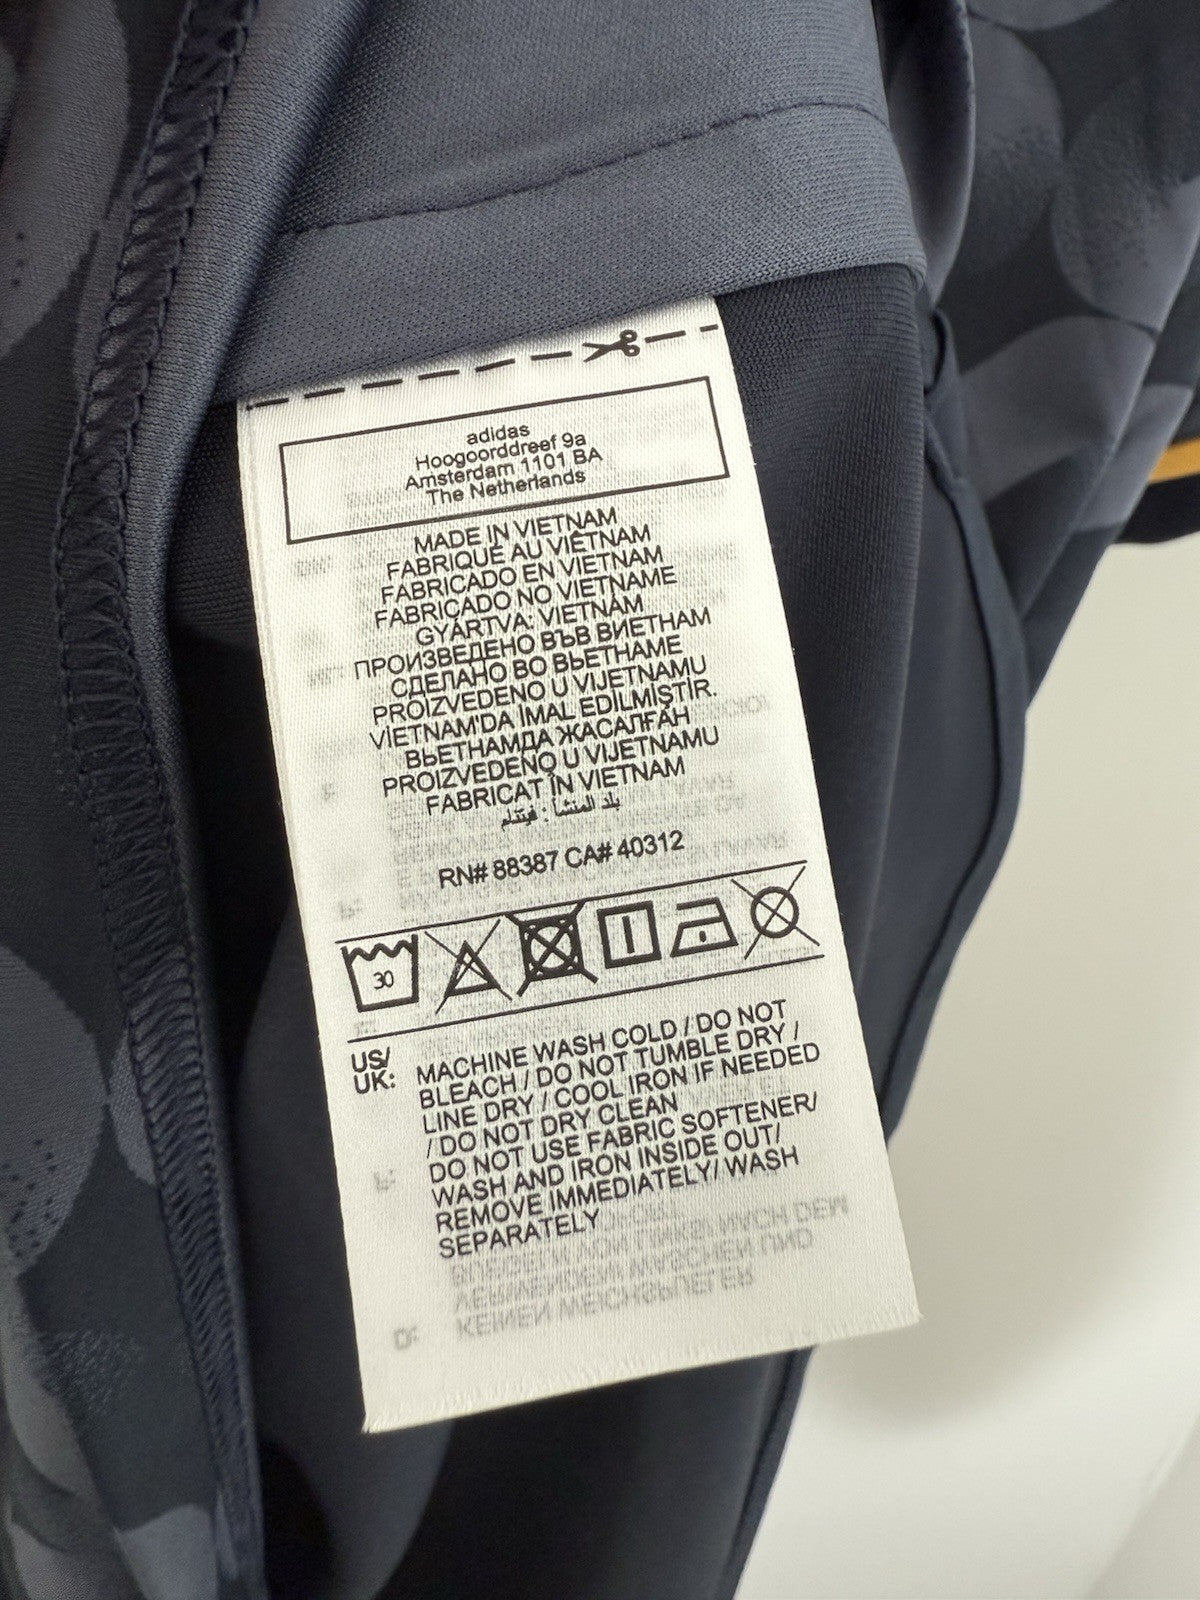 adidas
Hoogoorddreef 9a
Amsterdam 1101 BA
The Netherlands
MADE IN VIETNAM
FABRIQUÉ AU VIÊTNAM
FABRICADO EN VIETNAM
FABRICADO NO VIETNAME
GYÁRTVA: VIETNÁM
ПРОИЗВЕДЕНО ВЪВ ВИЕТНАМ
СДЕЛАНО ВО ВЬЕТНАМЕ
PROIZVEDENO U VIJETNAMU
VİETNAM'DA İMAL EDİLMİŞTİR.
ВЬЕТНАМДА ЖАСАЛҒАН
PROIZVEDENO U VIJETNAMU
FABRICAT ÎN VIETNAM
بلد المنشأ : فيتنام
RN# 88387 CA# 40312
30
US/
UK:
MACHINE WASH COLD / DO NOT
BLEACH / DO NOT TUMBLE DRY /
LINE DRY / COOL IRON IF NEEDED
/ DO NOT DRY CLEAN
DO NOT USE FABRIC SOFTENER/
WASH AND IRON INSIDE OUT/
REMOVE IMMEDIATELY/ WASH
SEPARATELY